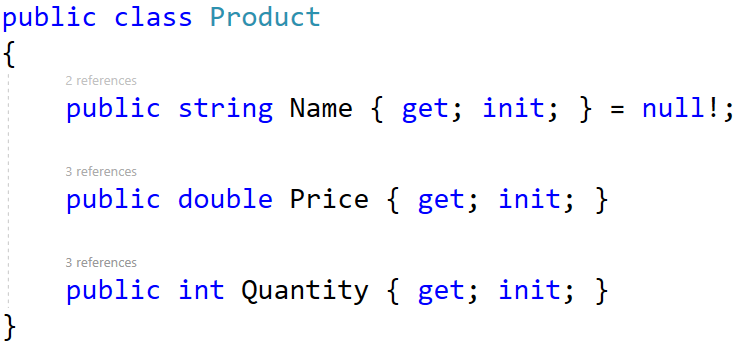 public class Product
{
2 references
public string Name { get; init; } = null!;
3 references
public double Price { get; init; }
3 references
public int Quantity { get; init; }
}